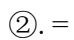 ②. =